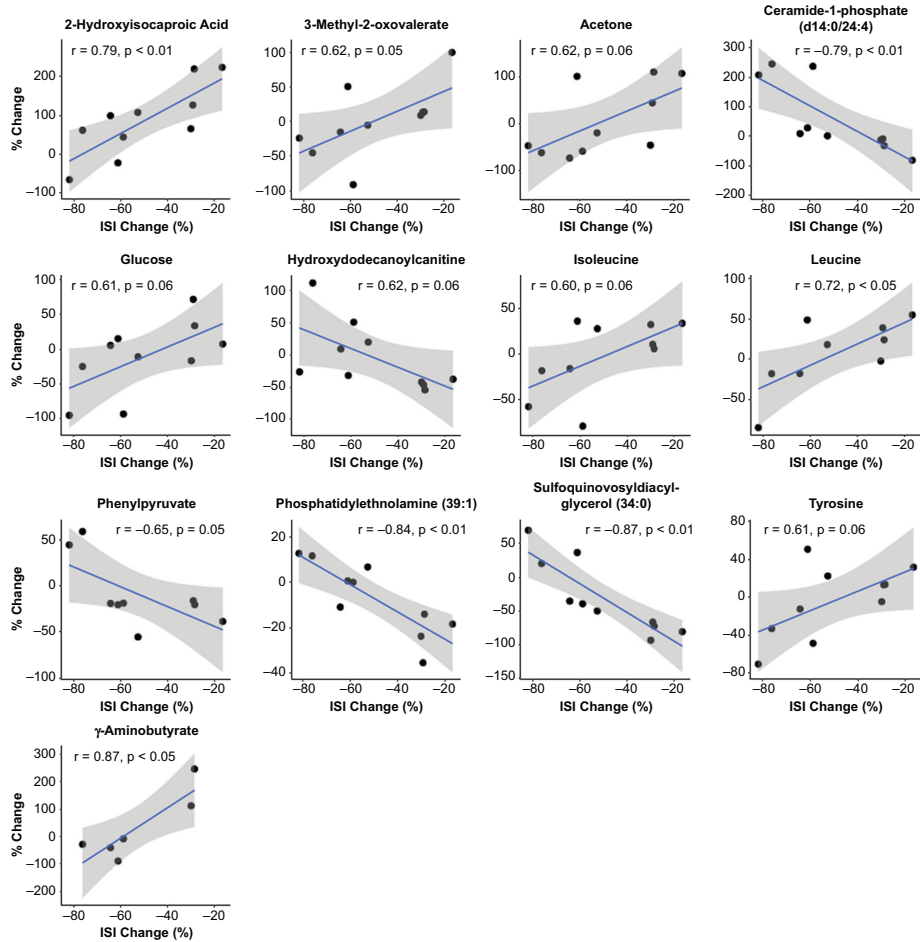 2-Hydroxyisocaproic Acid
r = 0.79, p < 0.01
% Change
200
100
0
−100
−80 −60 −40 −20
ISI Change (%)
3-Methyl-2-oxovalerate
r = 0.62, p = 0.05
100
50
0
−50
−100
−80 −60 −40 −20
ISI Change (%)
Acetone
r = 0.62, p = 0.06
100
0
−100
−80 −60 −40 −20
ISI Change (%)
Ceramide-1-phosphate
(d14:0/24:4)
r = −0.79, p < 0.01
300
200
100
0
−100
−200
−80 −60 −40 −20
ISI Change (%)
Glucose
r = 0.61, p = 0.06
% Change
100
50
0
−50
−100
−80 −60 −40 −20
ISI Change (%)
Hydroxydodecanoylcanitine
r = 0.62, p = 0.06
100
50
0
−50
−100
−80 −60 −40 −20
ISI Change (%)
Isoleucine
r = 0.60, p = 0.06
50
0
−50
−80 −60 −40 −20
ISI Change (%)
Leucine
r = 0.72, p < 0.05
100
50
0
−50
−80 −60 −40 −20
ISI Change (%)
Phenylpyruvate
r = −0.65, p = 0.05
% Change
50
0
−50
−100
−80 −60 −40 −20
ISI Change (%)
Phosphatidylethnolamine (39:1)
r = −0.84, p < 0.01
20
0
−20
−40
−80 −60 −40 −20
ISI Change (%)
Sulfoquinovosyldiacyl-
glycerol (34:0)
r = −0.87, p < 0.01
50
0
−50
−100
−150
−80 −60 −40 −20
ISI Change (%)
Tyrosine
r = 0.61, p = 0.06
80
40
0
−40
−80
−80 −60 −40 −20
ISI Change (%)
γ-Aminobutyrate
r = 0.87, p < 0.05
% Change
300
200
100
0
−100
−200
−80 −60 −40 −20
ISI Change (%)